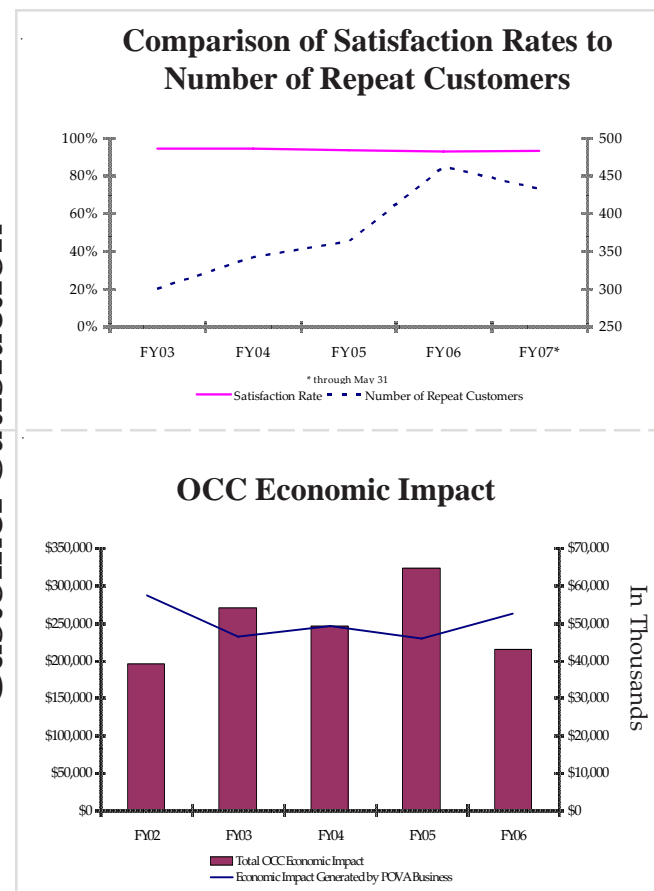 Comparison of Satisfaction Rates to
Number of Repeat Customers
100%
80%
60%
40%
20%
0%
500
450
400
350
300
250
FY03 FY04 FY05 FY06 FY07*
* through May 31
Satisfaction Rate Number of Repeat Customers
OCC Economic Impact
$350,000
$300,000
$250,000
$200,000
$150,000
$100,000
$50,000
$0
$70,000
$60,000
$50,000
$40,000
$30,000
$20,000
$10,000
$0
In Thousands
FY02 FY03 FY04 FY05 FY06
Total OCC Economic Impact
Economic Impact Generated by POVA Business